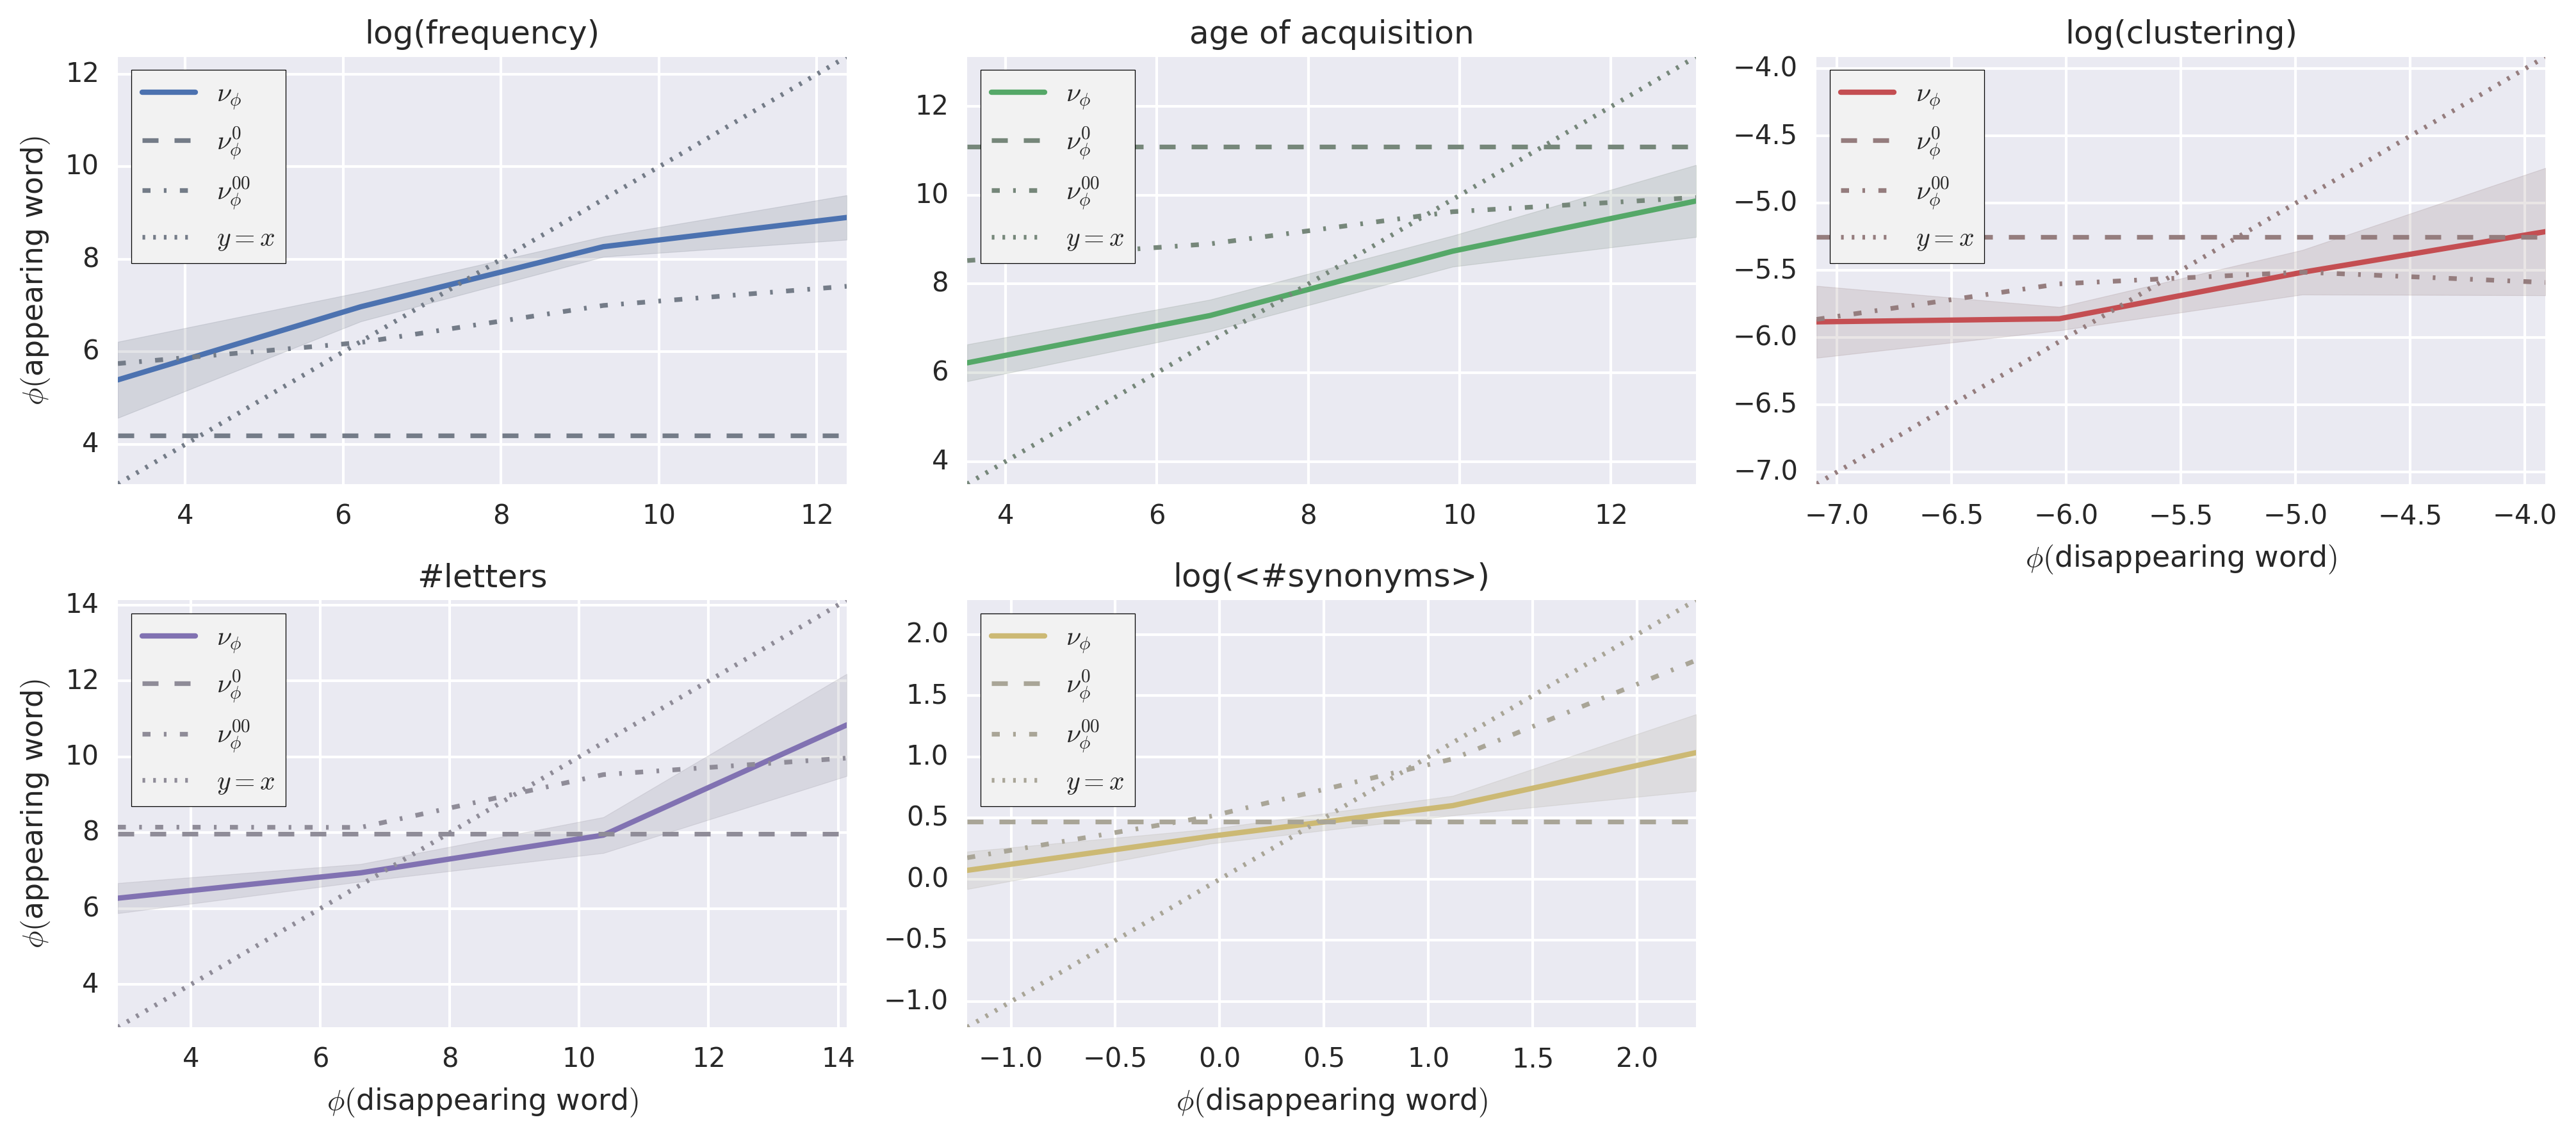 log(frequency)
12
10
8
6
4
ϕ(appearing word)
ν_ϕ
ν_ϕ^0
ν_ϕ^00
y = x
4 6 8 10 12
age of acquisition
12
10
8
6
4
ν_ϕ
ν_ϕ^0
ν_ϕ^00
y = x
4 6 8 10 12
log(clustering)
−4.0
−4.5
−5.0
−5.5
−6.0
−6.5
−7.0
ν_ϕ
ν_ϕ^0
ν_ϕ^00
y = x
−7.0 −6.5 −6.0 −5.5 −5.0 −4.5 −4.0
ϕ(disappearing word)
#letters
14
12
10
8
6
4
ϕ(appearing word)
ν_ϕ
ν_ϕ^0
ν_ϕ^00
y = x
4 6 8 10 12 14
ϕ(disappearing word)
log(<#synonyms>)
2.0
1.5
1.0
0.5
0.0
−0.5
−1.0
ν_ϕ
ν_ϕ^0
ν_ϕ^00
y = x
−1.0 −0.5 0.0 0.5 1.0 1.5 2.0
ϕ(disappearing word)